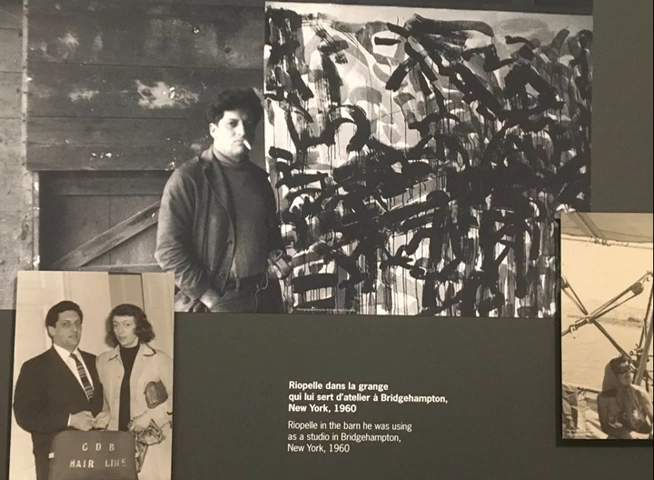 Riopelle dans la grange
qui lui sert d'atelier à Bridgehampton,
New York, 1960
Riopelle in the barn he was using
as a studio in Bridgehampton,
New York, 1960
G D B
HAIR LINE